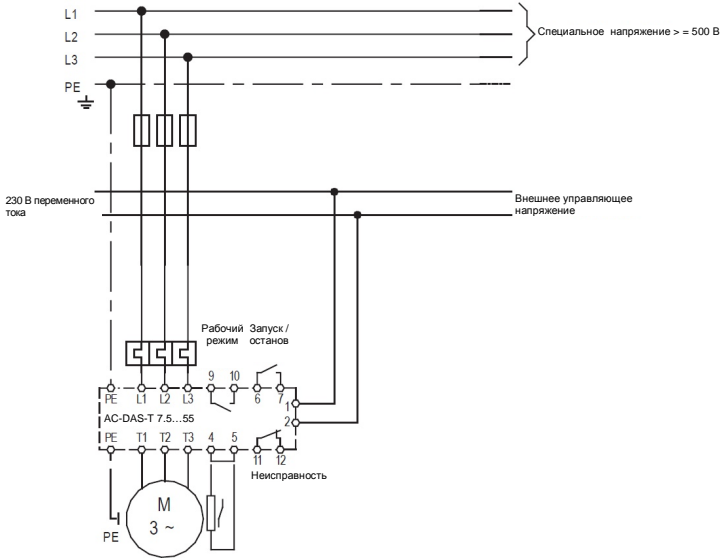 L1
L2
Специальное напряжение > = 500 В
L3
PE
230 В переменного
тока
Внешнее управляющее
напряжение
Рабочий
режим
Запуск /
останов
9 10
PE L1 L2 L3 6 7
1
AC-DAS-T 7.5...55
2
PE T1 T2 T3 4 5
11 12
Неисправность
M
3 ~
PE